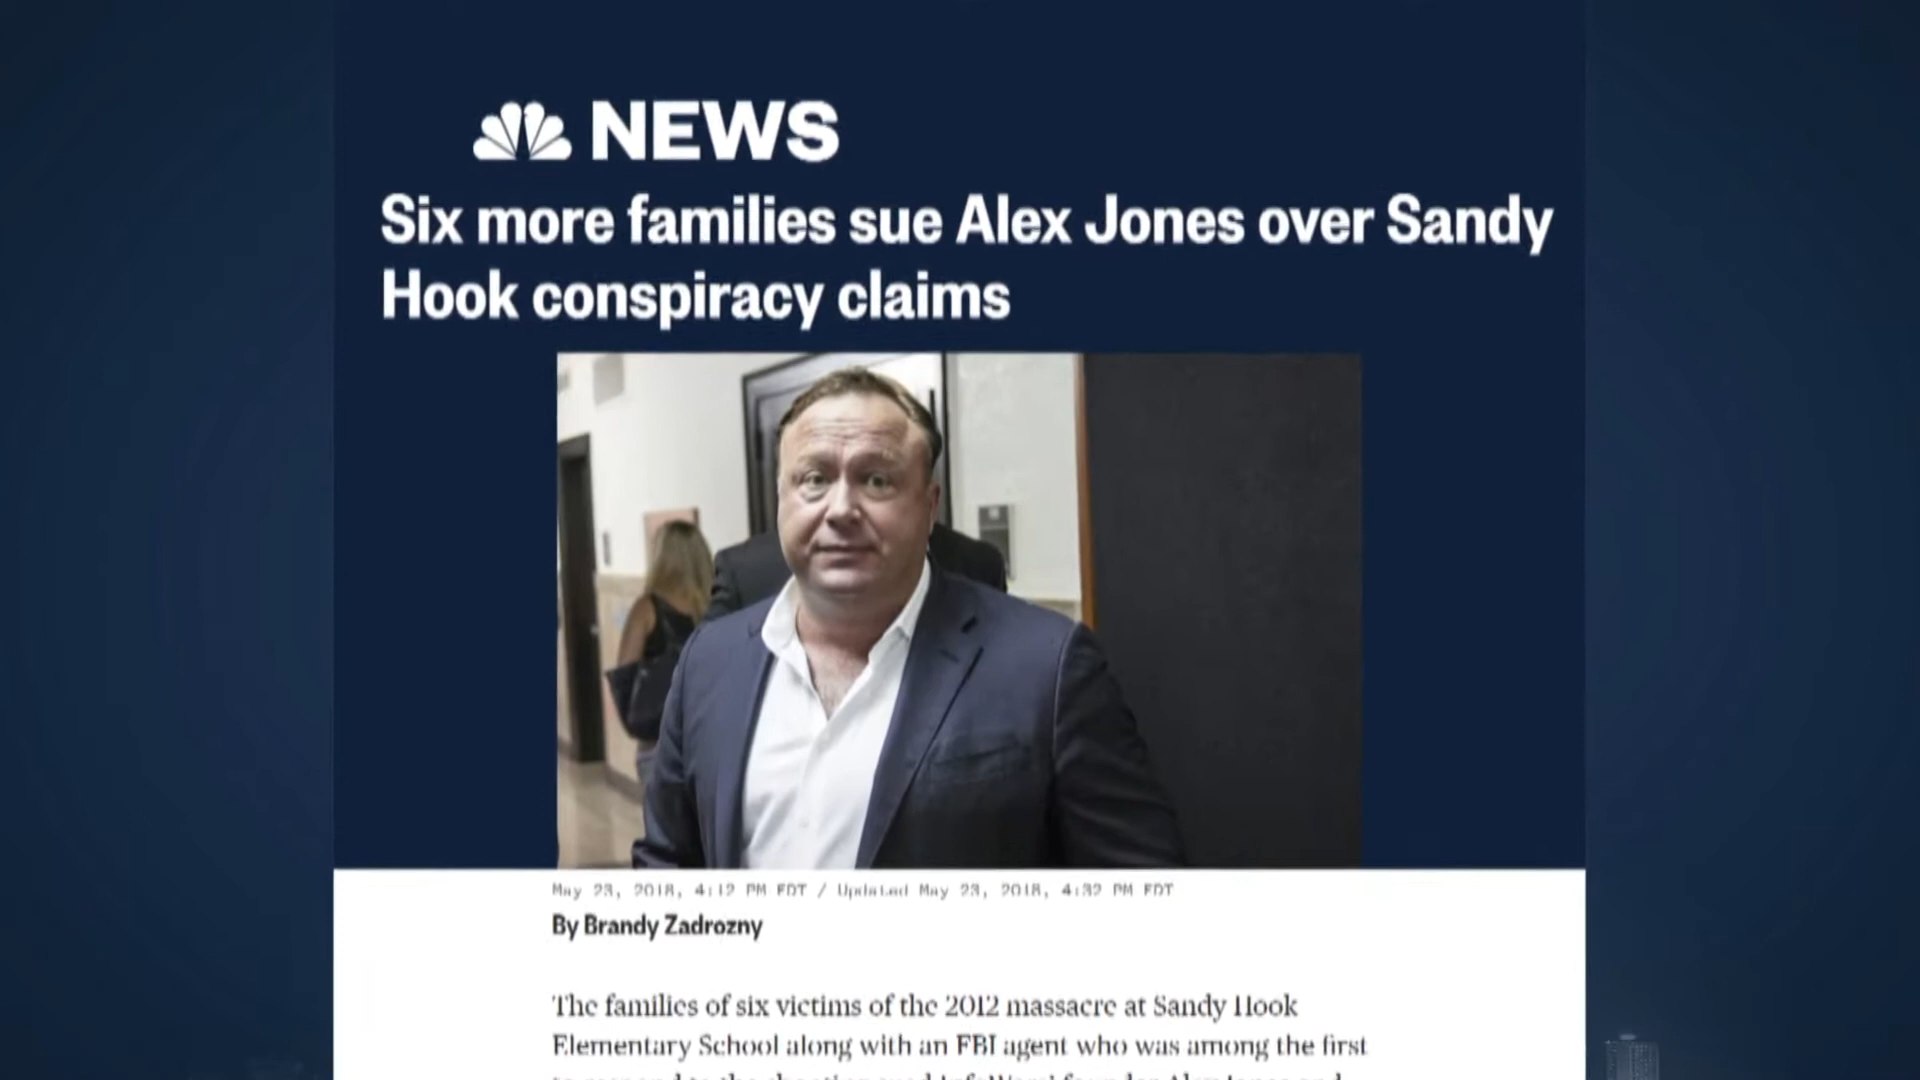 NEWS
Six more families sue Alex Jones over Sandy
Hook conspiracy claims
May 23, 2018, 4:12 PM EDT / Updated May 23, 2018, 4:32 PM EDT
By Brandy Zadrozny
The families of six victims of the 2012 massacre at Sandy Hook
Elementary School along with an FBI agent who was among the first